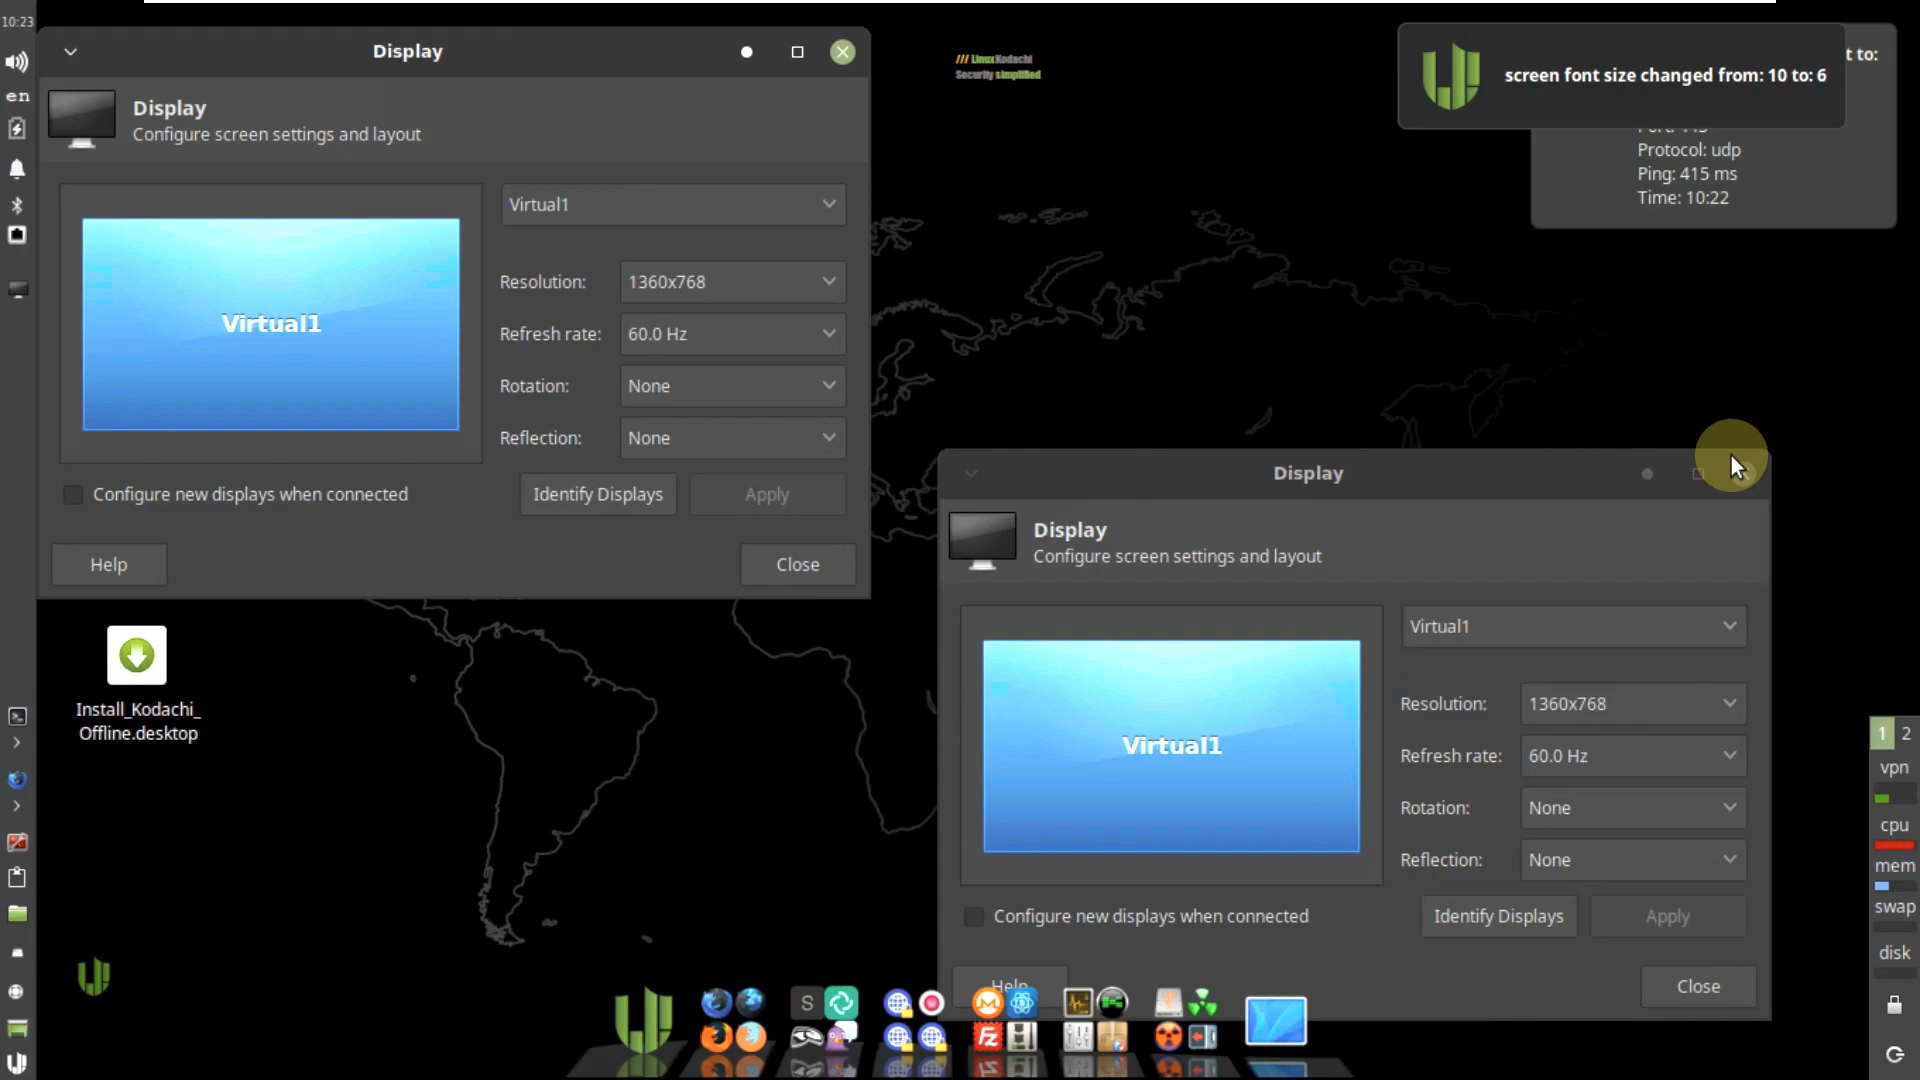 10:23
en
Display
Display
Configure screen settings and layout
Virtual1
Virtual1
Resolution:
1360x768
Refresh rate:
60.0 Hz
Rotation:
None
Reflection:
None
Configure new displays when connected
Identify Displays
Apply
Help
Close
/// LinuxKodachi
Security simplified
screen font size changed from: 10 to: 6
t to:
Protocol: udp
Ping: 415 ms
Time: 10:22
Display
Display
Configure screen settings and layout
Virtual1
Virtual1
Resolution:
1360x768
Refresh rate:
60.0 Hz
Rotation:
None
Reflection:
None
Configure new displays when connected
Identify Displays
Apply
Help
Close
Install_Kodachi_
Offline.desktop
S
1 2
vpn
cpu
mem
swap
disk